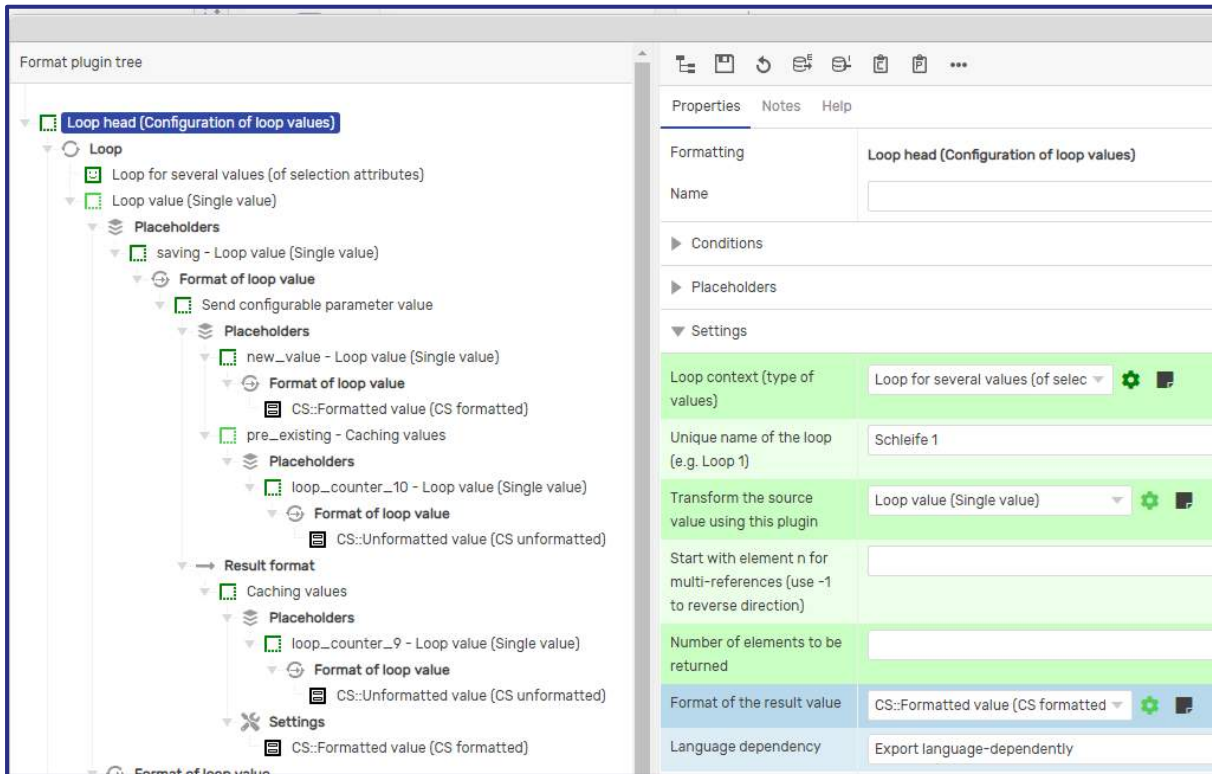 Format plugin tree
Loop head (Configuration of loop values)
Loop
Loop for several values (of selection attributes)
Loop value (Single value)
Placeholders
saving - Loop value (Single value)
Format of loop value
Send configurable parameter value
Placeholders
new_value - Loop value (Single value)
Format of loop value
CS::Formatted value (CS formatted)
pre_existing - Caching values
Placeholders
loop_counter_10 - Loop value (Single value)
Format of loop value
CS::Unformatted value (CS unformatted)
Result format
Caching values
Placeholders
loop_counter_9 - Loop value (Single value)
Format of loop value
CS::Unformatted value (CS unformatted)
Settings
CS::Formatted value (CS formatted)
Format of loop value
Properties Notes Help
Formatting Loop head (Configuration of loop values)
Name
Conditions
Placeholders
Settings
Loop context (type of
values)
Loop for several values (of selec
Unique name of the loop
(e.g. Loop 1)
Schleife 1
Transform the source
value using this plugin
Loop value (Single value)
Start with element n for
multi-references (use -1
to reverse direction)
Number of elements to be
returned
Format of the result value CS::Formatted value (CS formatted
Language dependency Export language-dependently